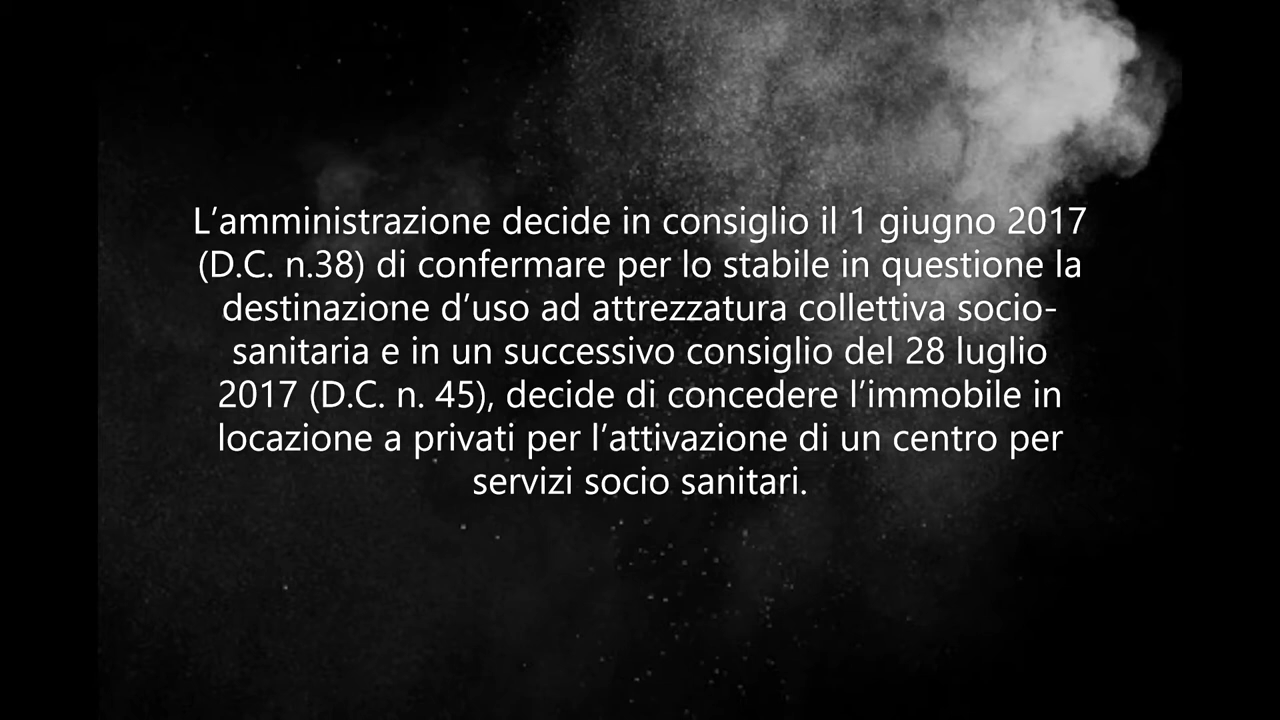 L’amministrazione decide in consiglio il 1 giugno 2017
(D.C. n.38) di confermare per lo stabile in questione la
destinazione d’uso ad attrezzatura collettiva socio-
sanitaria e in un successivo consiglio del 28 luglio
2017 (D.C. n. 45), decide di concedere l’immobile in
locazione a privati per l’attivazione di un centro per
servizi socio sanitari.